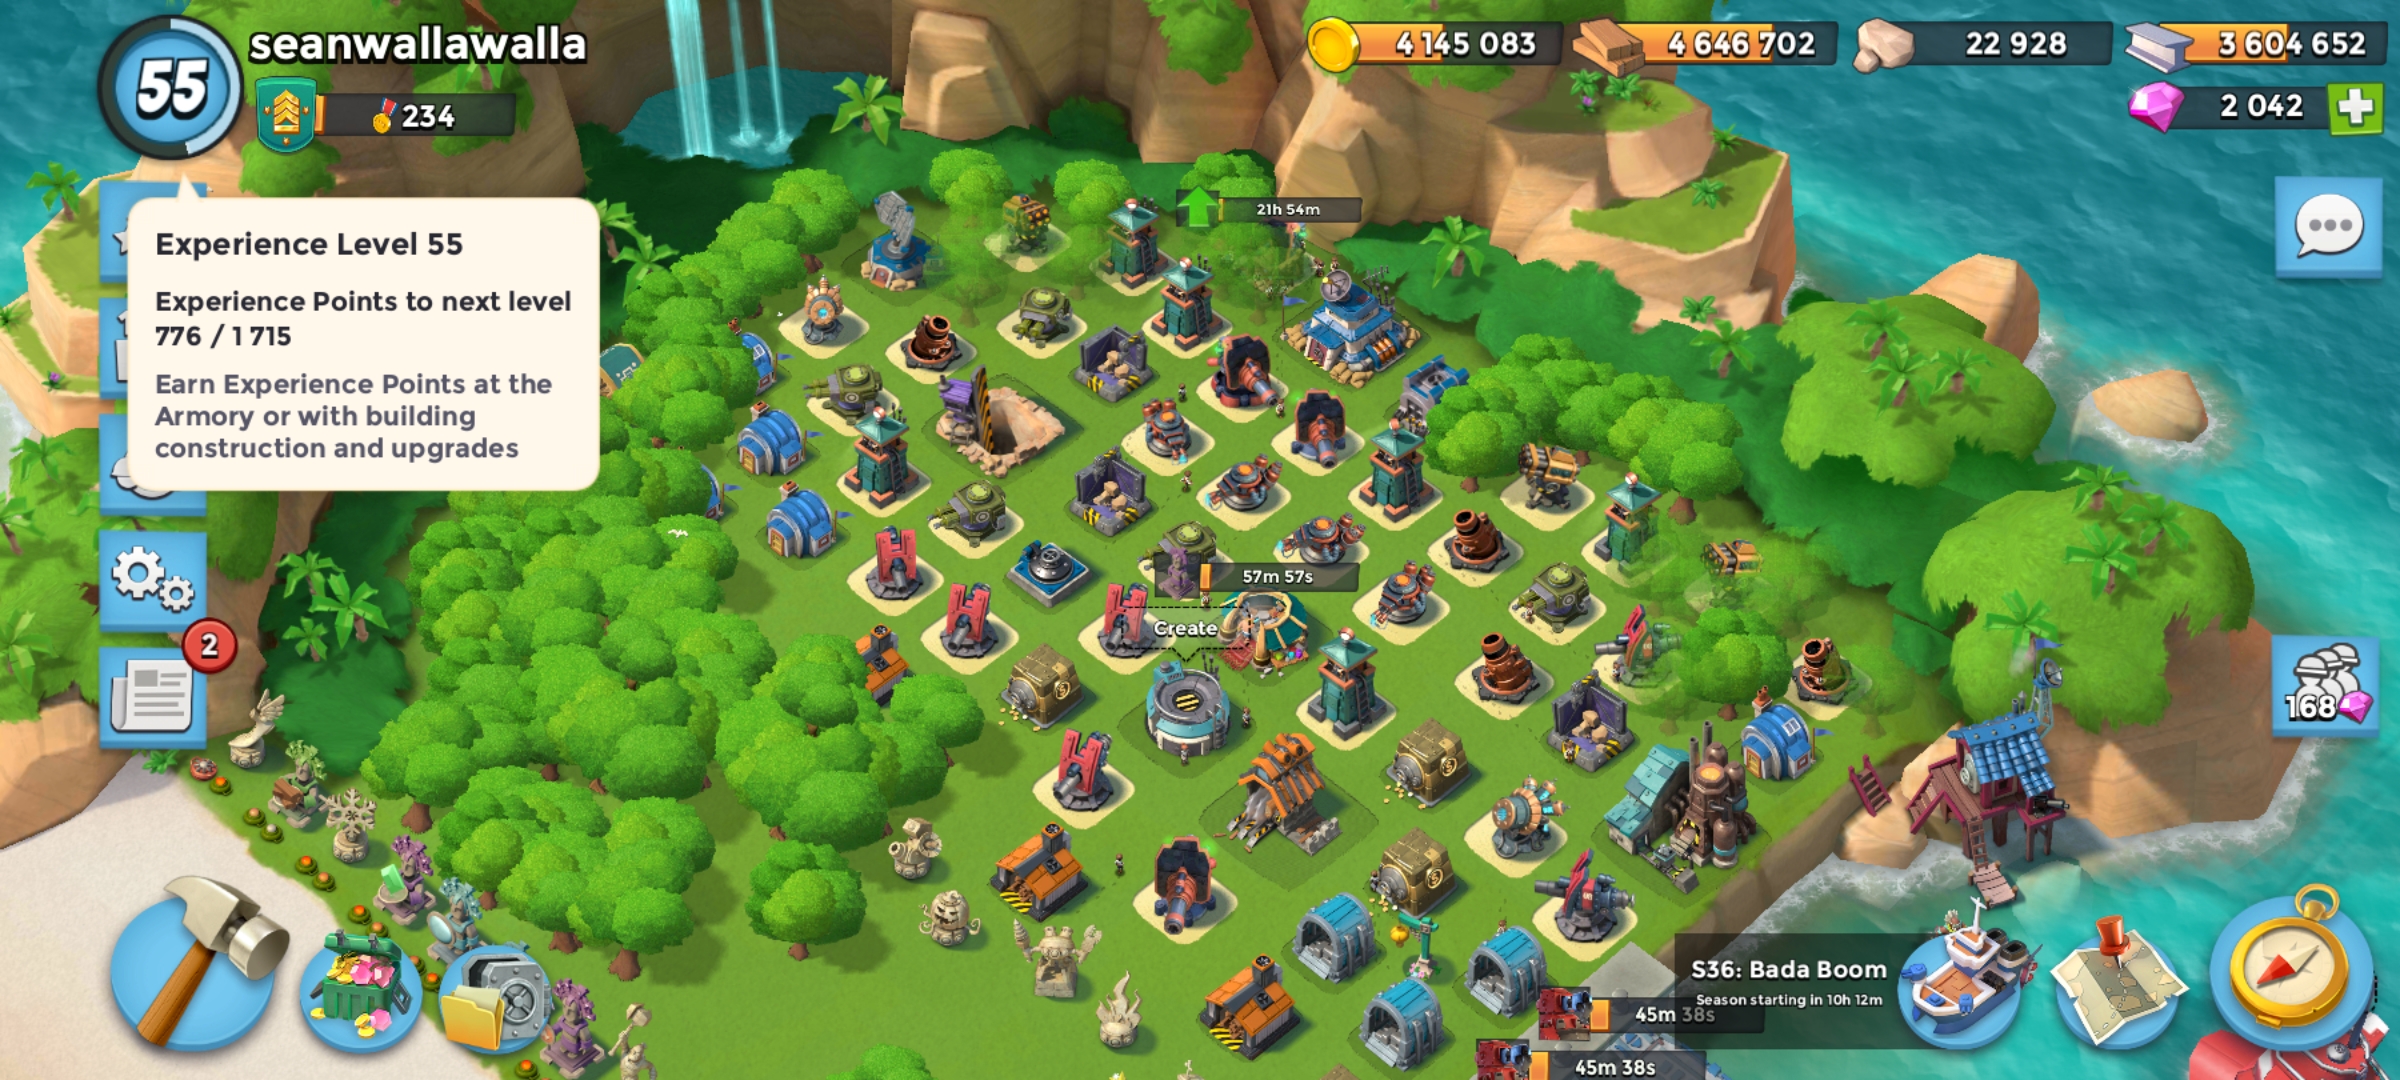 55
seanwallawalla
234
4 145 083
4 646 702
22 928
3 604 652
2 042
Experience Level 55
Experience Points to next level
776 / 1 715
Earn Experience Points at the
Armory or with building
construction and upgrades
21h 54m
57m 57s
Create
2
168
S36: Bada Boom
Season starting in 10h 12m
45m 38s
45m 38s